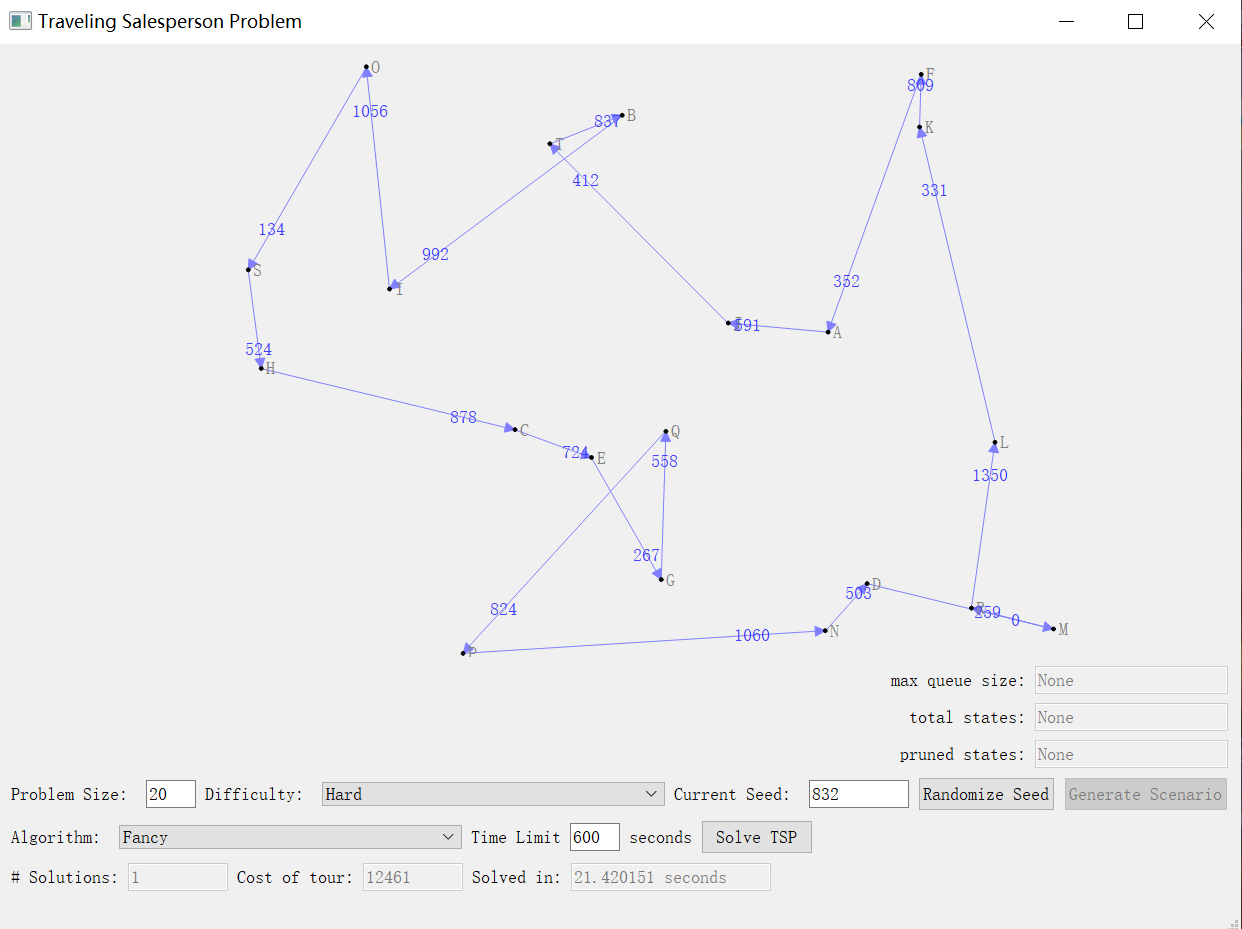 Traveling Salesperson Problem
O
F
809
1056
B
837
K
T
412
331
134
992
S
352
I
591
A
524
H
878
C
Q
724
E
558
L
1350
267
G
D
503
824
259
0
M
1060
N
P
max queue size: None
total states: None
pruned states: None
Problem Size: 20 Difficulty: Hard Current Seed: 832 Randomize Seed Generate Scenario
Algorithm: Fancy Time Limit 600 seconds Solve TSP
# Solutions: 1 Cost of tour: 12461 Solved in: 21.420151 seconds